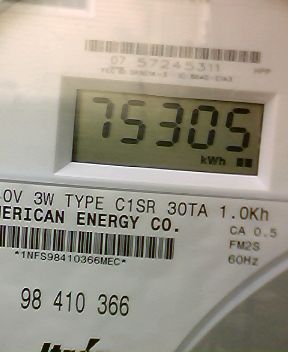 07 57245311
75305
kWh
0V 3W TYPE C1SR 30TA 1.0Kh
MERICAN ENERGY CO.
CA 0.5
FM2S
60Hz
*1NFS98410366MEC*
98 410 366